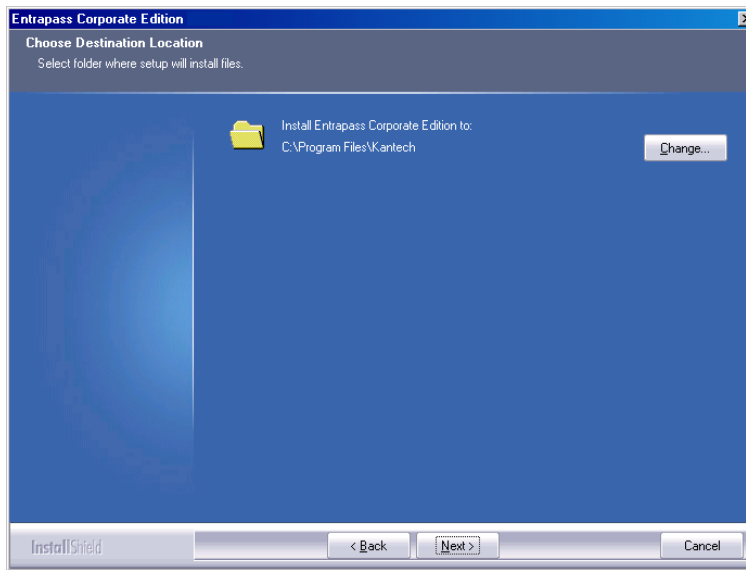 Entrapass Corporate Edition
Choose Destination Location
Select folder where setup will install files.
Install Entrapass Corporate Edition to:
C:\Program Files\Kantech
Change...
InstallShield
< Back
Next >
Cancel